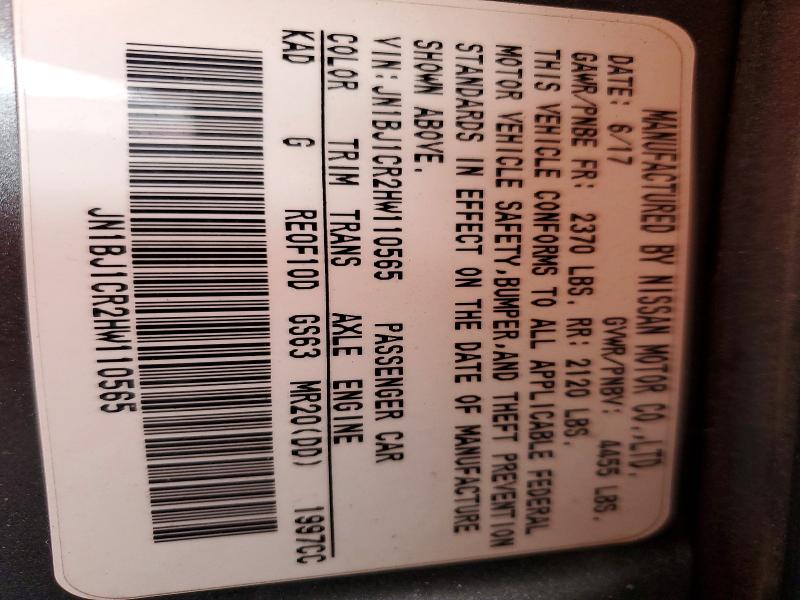 MANUFACTURED BY NISSAN MOTOR CO.,LTD.
DATE: 6/17 GVWR/PNBV: 4455 LBS.
GAWR/PNBE FR: 2370 LBS. RR: 2120 LBS.
THIS VEHICLE CONFORMS TO ALL APPLICABLE FEDERAL
MOTOR VEHICLE SAFETY,BUMPER,AND THEFT PREVENTION
STANDARDS IN EFFECT ON THE DATE OF MANUFACTURE
SHOWN ABOVE.
VIN: JN1BJ1CR2HW110565 PASSENGER CAR
COLOR TRIM TRANS AXLE ENGINE
KAD G RE0F10D GS63 MR20(DD) 1997CC
JN1BJ1CR2HW110565